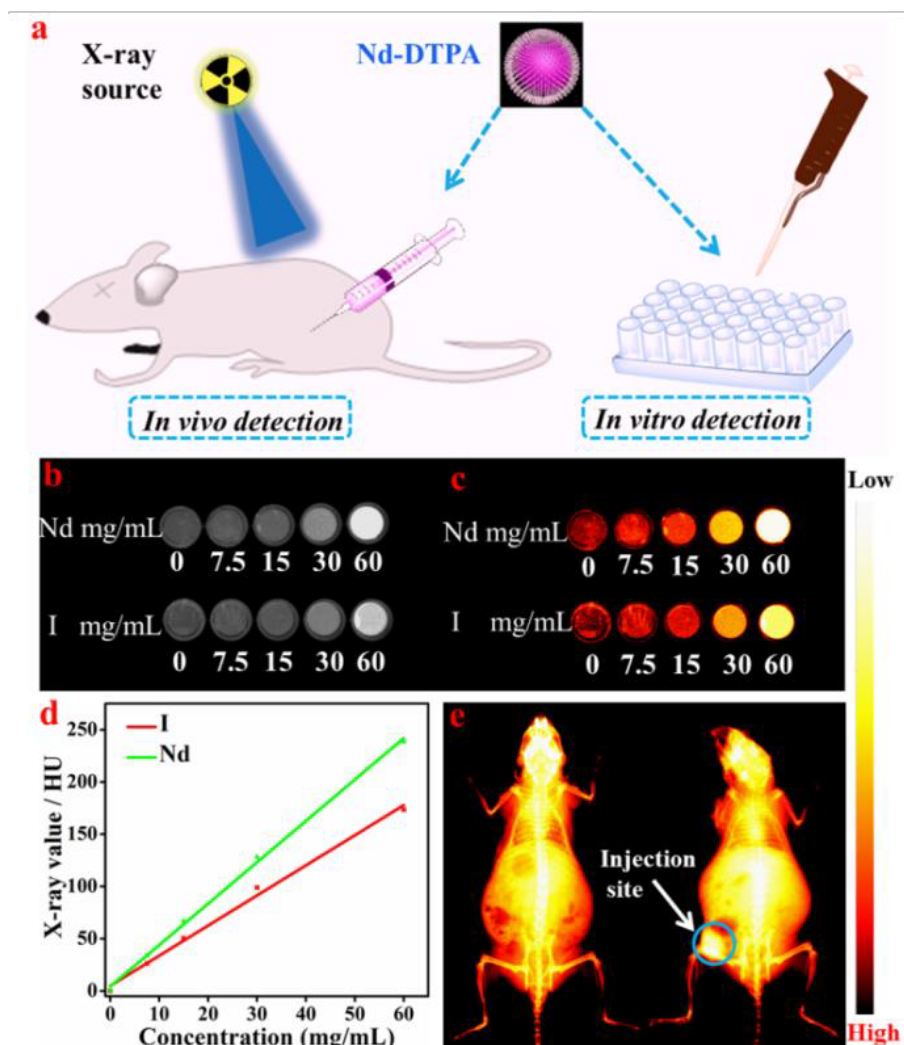 a
X-ray
source
Nd-DTPA
In vivo detection
In vitro detection
b
Nd mg/mL
0 7.5 15 30 60
I mg/mL
0 7.5 15 30 60
c
Nd mg/mL
0 7.5 15 30 60
I mg/mL
0 7.5 15 30 60
Low
High
d
I
Nd
X-ray value / HU
250
200
150
100
50
0
0 10 20 30 40 50 60
Concentration (mg/mL)
e
Injection
site